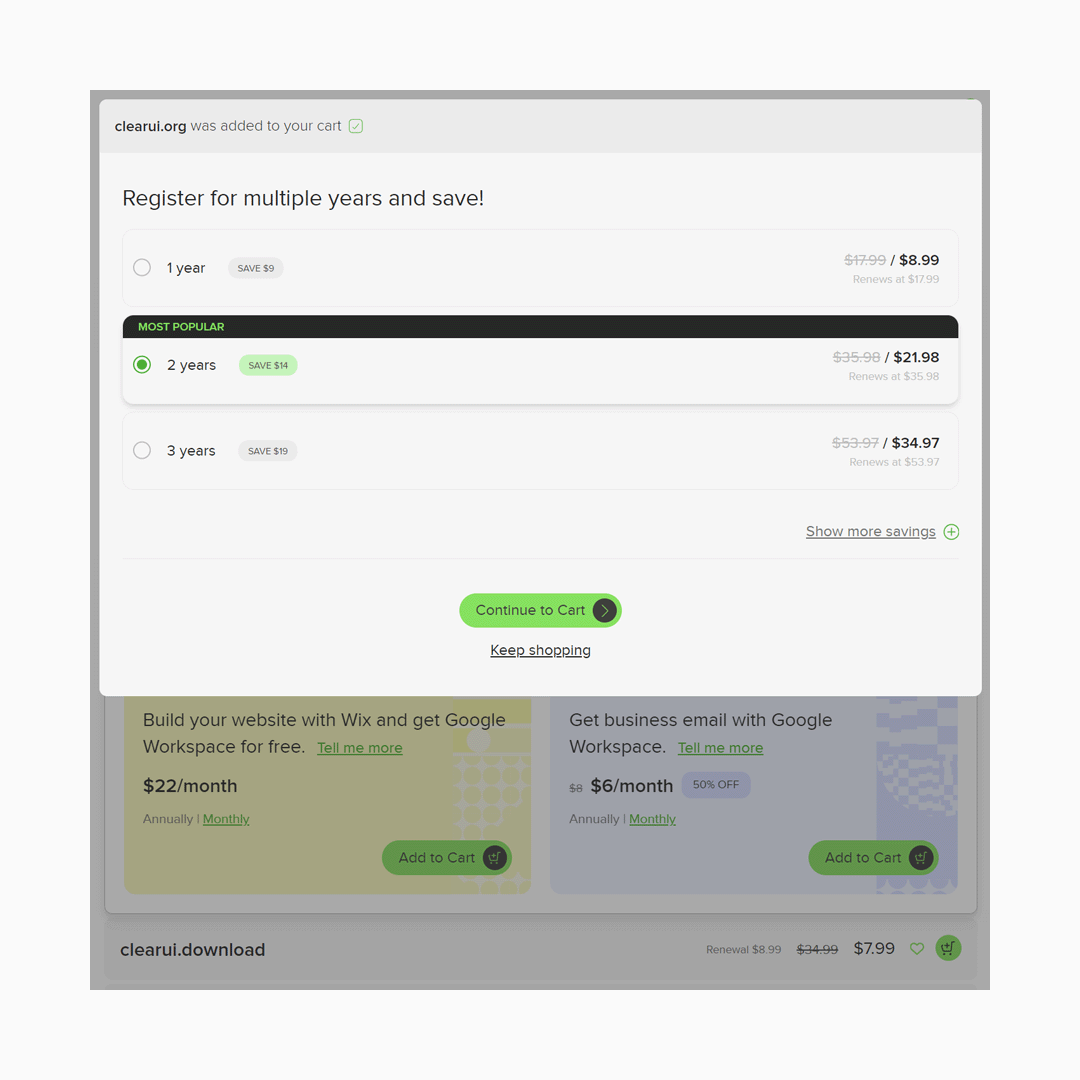 clearui.org was added to your cart
Register for multiple years and save!
1 year SAVE $9 $17.99 / $8.99
Renews at $17.99
MOST POPULAR
2 years SAVE $14 $35.98 / $21.98
Renews at $35.98
3 years SAVE $19 $53.97 / $34.97
Renews at $53.97
Show more savings
Continue to Cart
Keep shopping
Build your website with Wix and get Google
Workspace for free. Tell me more
$22/month
Annually | Monthly
Add to Cart
Get business email with Google
Workspace. Tell me more
$8 $6/month 50% OFF
Annually | Monthly
Add to Cart
clearui.download Renewal $8.99 $34.99 $7.99